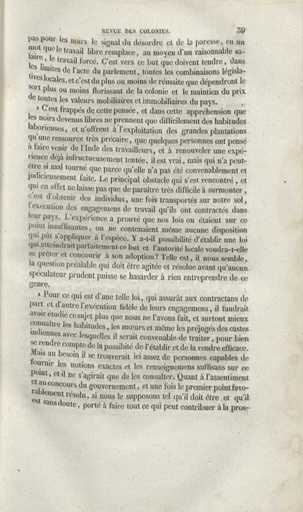 REVUE DES COLONIES. 39
pas pour les noirs le signal du désordre et de la paresse, en un
mot que le travail libre remplace, au moyen d'un raisonnable sa-
laire, le travail forcé. C'est vers ce but que doivent tendre, dans
les limites de l'acte du parlement, toutes les combinaisons législa-
tives locales, et c'est du plus ou moins de réussite que dépendront le
sort plus ou moins florissant de la colonie et le maintien du prix
de toutes les valeurs mobiliaires et immobiliaires du pays.
» C'est frappés de cette pensée, et dans cette appréhension que
les noirs devenus libres ne prennent que difficilement des habitudes
laborieuses, et n'offrent à l'exploitation des grandes plantations
qu'une ressource très précaire, que quelques personnes ont pensé
à faire venir de l'Inde des travailleurs, et à renouveler une expé-
rience déjà infructueusement tentée, il est vrai, mais qui n'a peut-
être si mal tourné que parce qu'elle n'a pas été convenablement et
judicieusement faite. Le principal obstacle qui s'est rencontré, et
qui en effet ne laisse pas que de paraître très difficile à surmonter,
c'est d'obtenir des individus, une fois transportés sur notre sol,
l'exécution des engagemens de travail qu'ils ont contractés dans
leur pays. L'expérience a prouvé que nos lois ou étaient sur ce
point insuffisantes, ou ne contenaient même aucune disposition
qui pût s'appliquer à l'espèce. Y a-t-il possibilité d'établir une loi
qui atteindrait parfaitement ce but et l'autorité locale voudra-t-elle
se prêter et concourir à son adoption? Telle est, il nous semble,
la question préalable qui doit être agitée et résolue avant qu'aucun
spéculateur prudent puisse se hasarder à rien entreprendre de ce
genre.
» Pour ce qui est d'une telle loi, qui assurât aux contractans de
part et d'autre l'exécution fidèle de leurs engagemens, il faudrait
avoir étudié ce sujet plus que nous ne l'avons fait, et surtout mieux
connaître les habitudes, les mœurs et même les préjugés des castes
indiennes avec lesquelles il serait convenable de traiter, pour bien
se rendre compte de la possibilité de l'établir et de la rendre efficace.
Mais au besoin il se trouverait ici assez de personnes capables de
fournir les notions exactes et les renseignemens suffisans sur ce
point, et il ne s'agirait que de les consulter. Quant à l'assentiment
et au concours du gouvernement, et une fois le premier point favo-
rablement résolu, si nous le supposons tel qu'il doit être et qu'il
est sans doute, porté à faire tout ce qui peut contribuer à la pros-